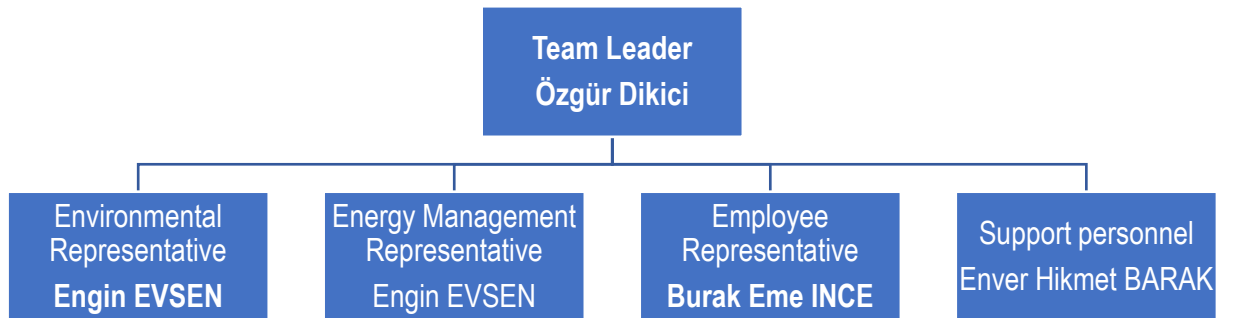 Team Leader
Özgür Dikici
Environmental
Representative
Engin EVSEN
Energy Management
Representative
Engin EVSEN
Employee
Representative
Burak Eme INCE
Support personnel
Enver Hikmet BARAK